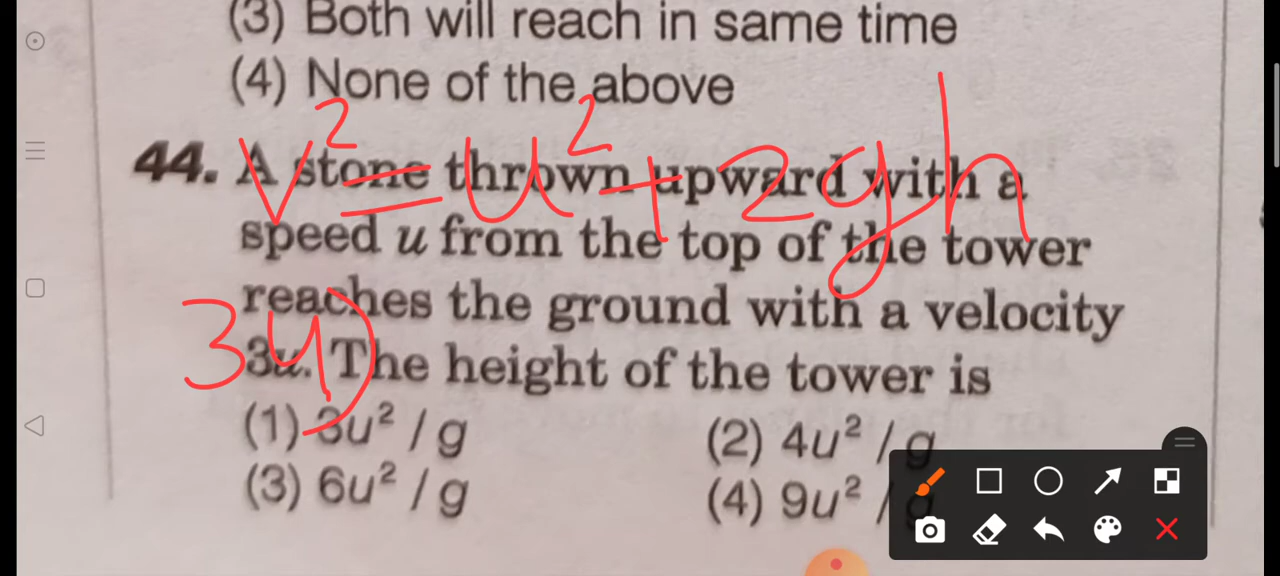 (3) Both will reach in same time
(4) None of the above
v² = u² + 2gh
44. A stone thrown upward with a
speed u from the top of the tower
reaches the ground with a velocity
3u)
3u. The height of the tower is
(1) 3u² / g (2) 4u² / g
(3) 6u² / g (4) 9u² / g